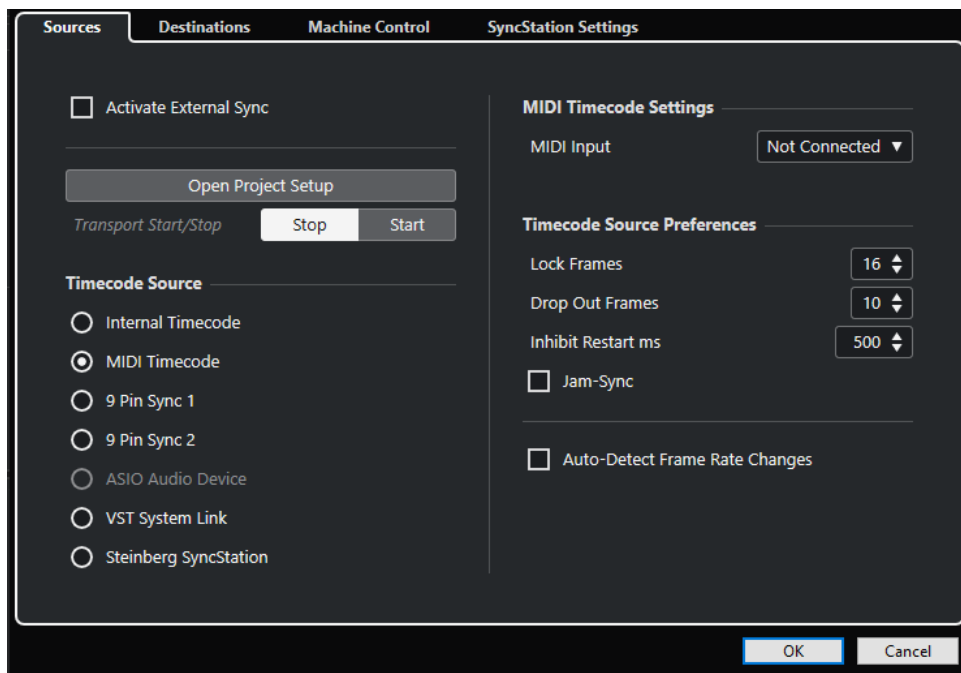 Sources Destinations Machine Control SyncStation Settings
Activate External Sync
Open Project Setup
Transport Start/Stop Stop Start
Timecode Source
Internal Timecode
MIDI Timecode
9 Pin Sync 1
9 Pin Sync 2
ASIO Audio Device
VST System Link
Steinberg SyncStation
MIDI Timecode Settings
MIDI Input Not Connected
Timecode Source Preferences
Lock Frames 16
Drop Out Frames 10
Inhibit Restart ms 500
Jam-Sync
Auto-Detect Frame Rate Changes
OK Cancel